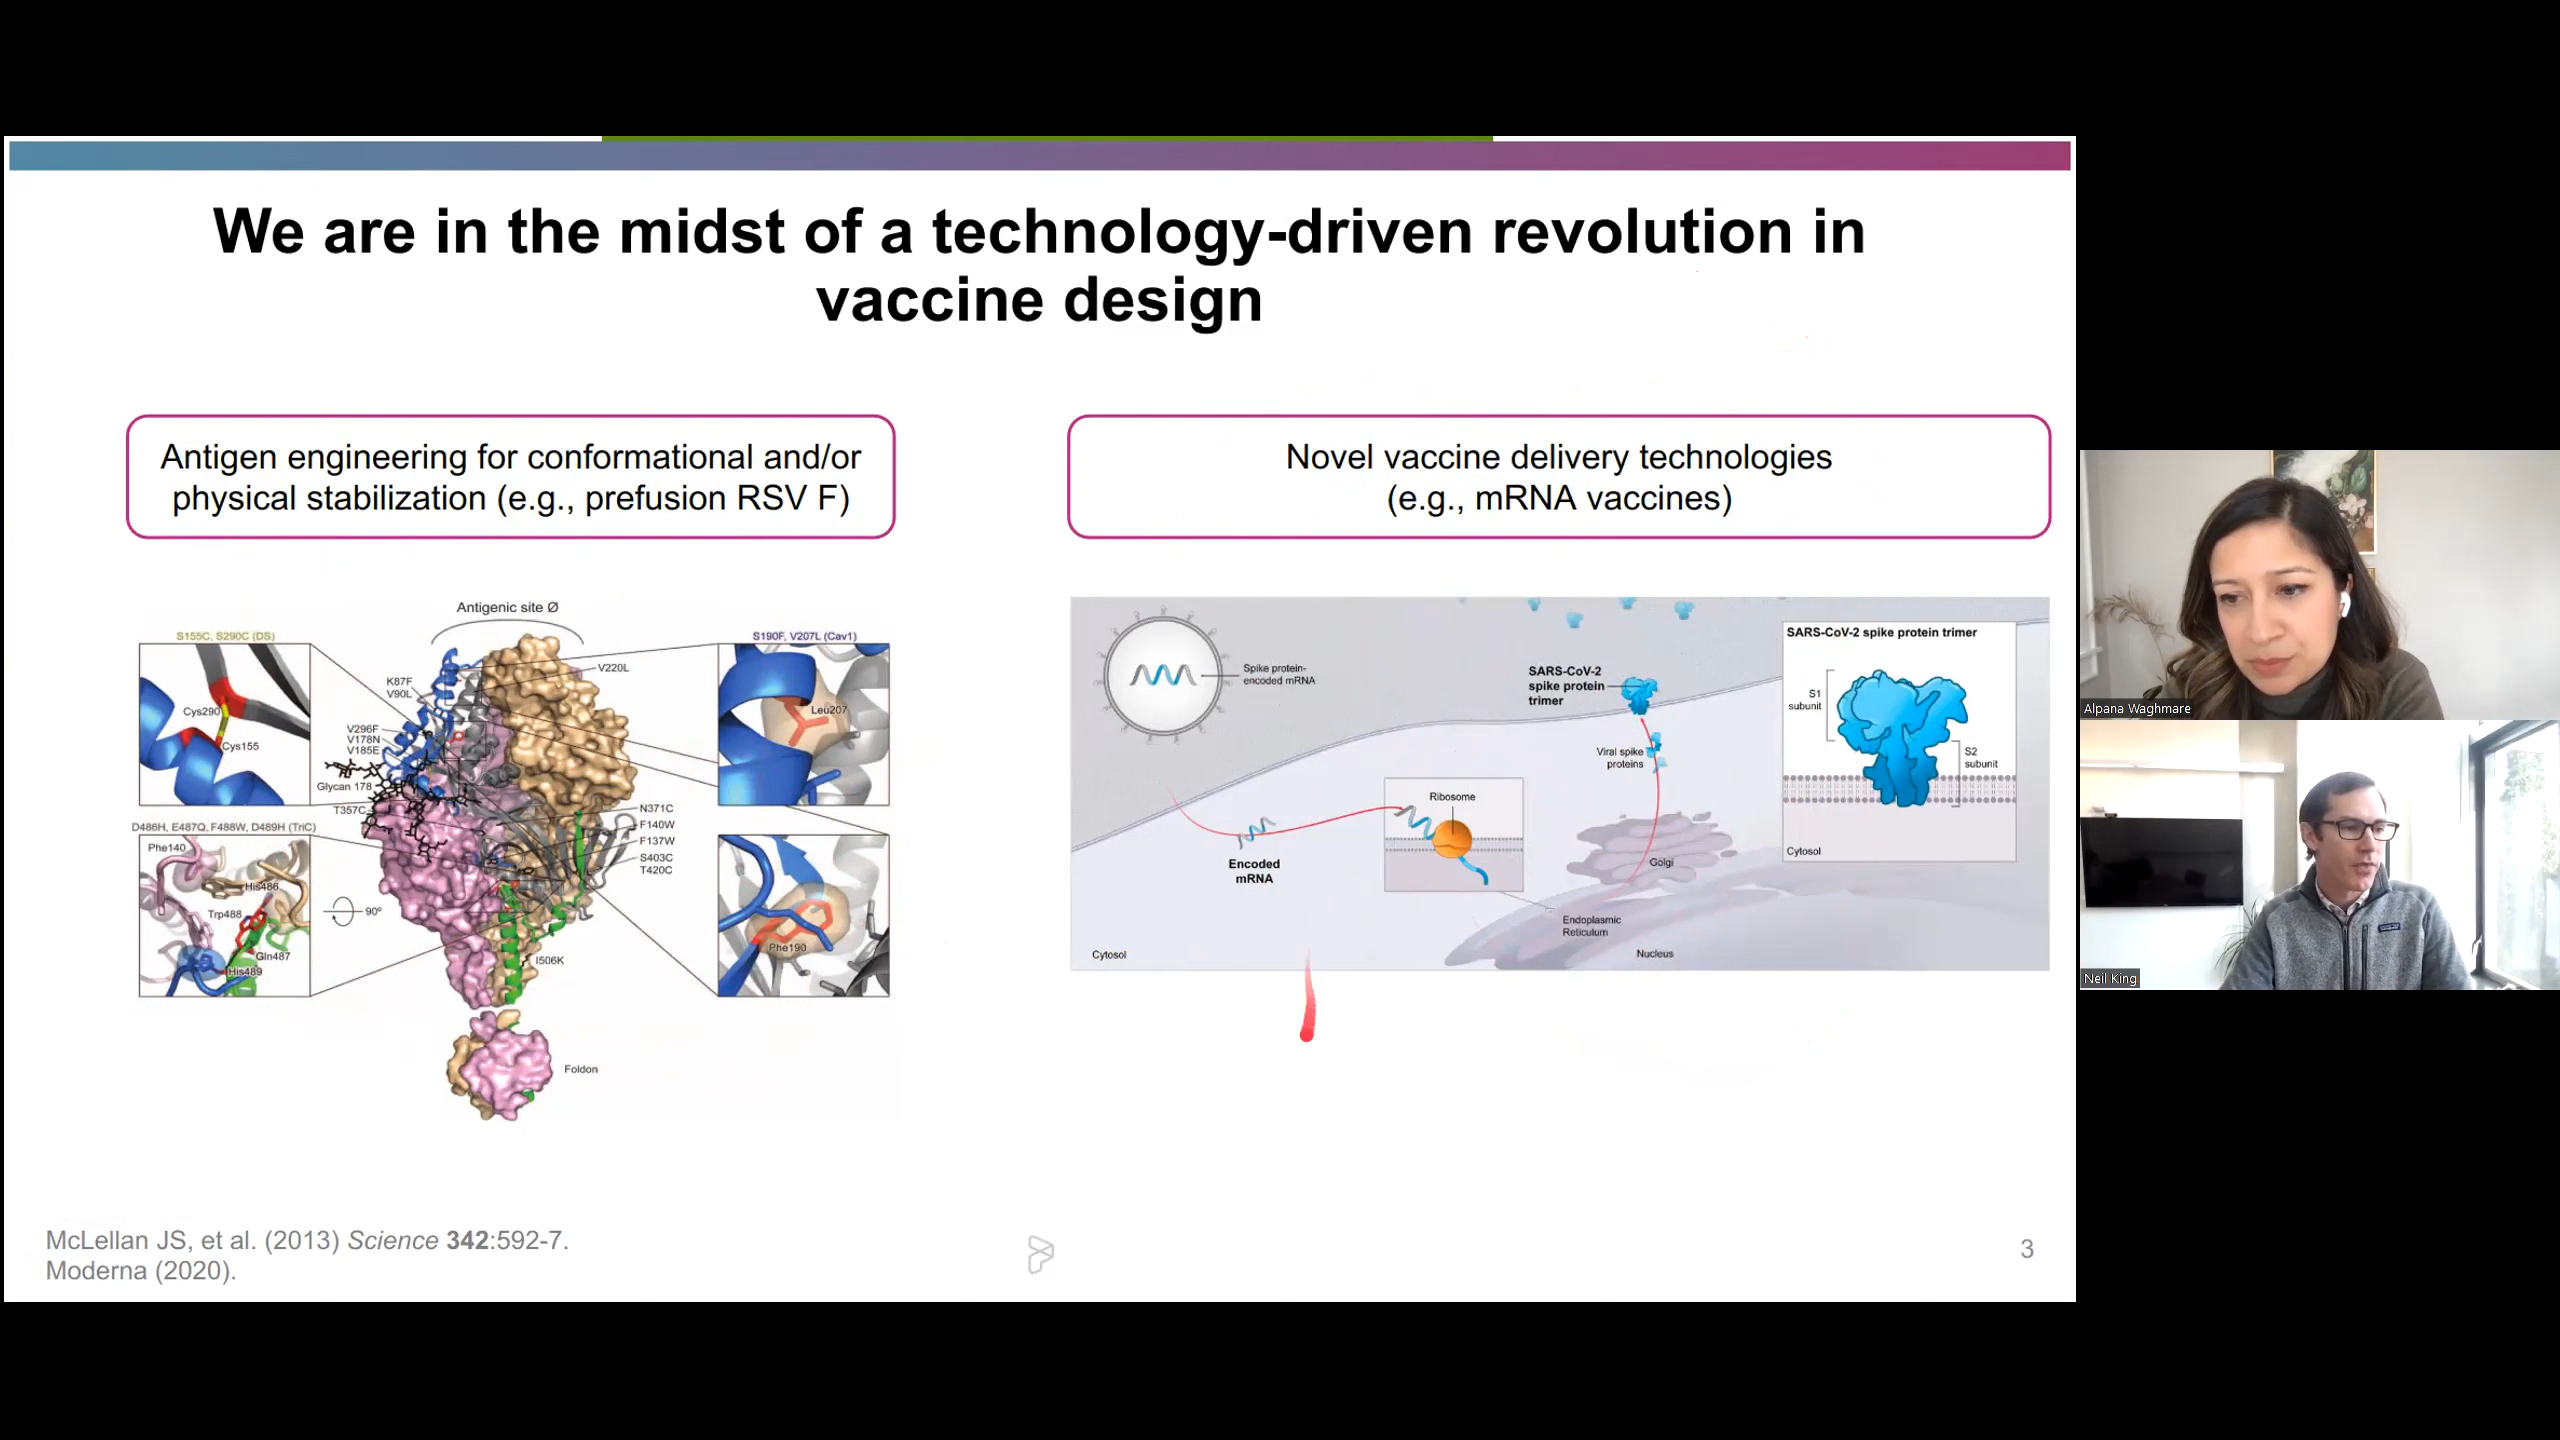 We are in the midst of a technology-driven revolution in
vaccine design
Antigen engineering for conformational and/or
physical stabilization (e.g., prefusion RSV F)
Novel vaccine delivery technologies
(e.g., mRNA vaccines)
Antigenic site Ø
S155C, S290C (DS)
Cys290
Cys155
K87F
V90L
V296F
V178N
V185E
Glycan 178
T357C
D486H, E487Q, F488W, D489H (TriC)
Phe140
His486
Trp488
Gln487
His489
90°
S190F, V207L (Cav1)
V220L
Leu207
N371C
F140W
F137W
S403C
T420C
Phe190
I506K
Foldon
Spike protein-
encoded mRNA
SARS-CoV-2
spike protein
trimer
Viral spike
proteins
Ribosome
Encoded
mRNA
Golgi
Endoplasmic
Reticulum
Nucleus
Cytosol
SARS-CoV-2 spike protein trimer
S1
subunit
S2
subunit
Cytosol
McLellan JS, et al. (2013) Science 342:592-7.
Moderna (2020).
3
Alpana Waghmare
Neil King